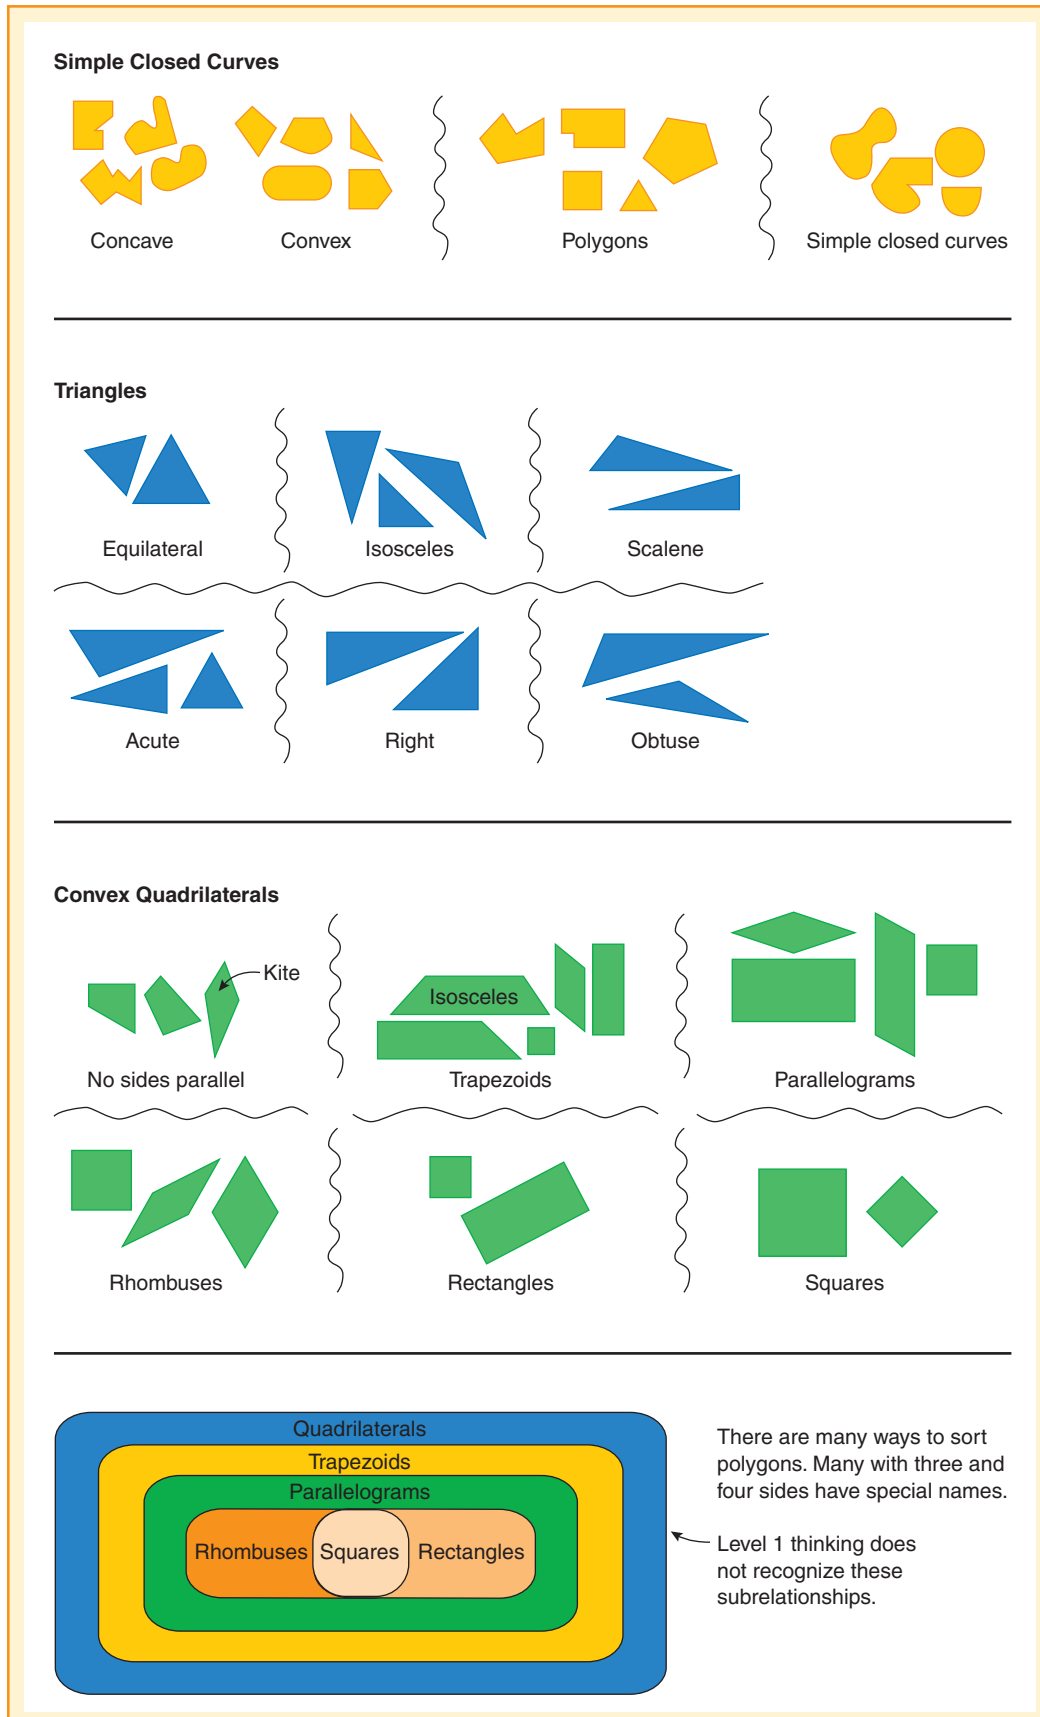 Simple Closed Curves
Concave
Convex
Polygons
Simple closed curves
Triangles
Equilateral
Isosceles
Scalene
Acute
Right
Obtuse
Convex Quadrilaterals
Kite
Isosceles
No sides parallel
Trapezoids
Parallelograms
Rhombuses
Rectangles
Squares
Quadrilaterals
Trapezoids
Parallelograms
Rhombuses
Squares
Rectangles
There are many ways to sort
polygons. Many with three and
four sides have special names.
Level 1 thinking does
not recognize these
subrelationships.